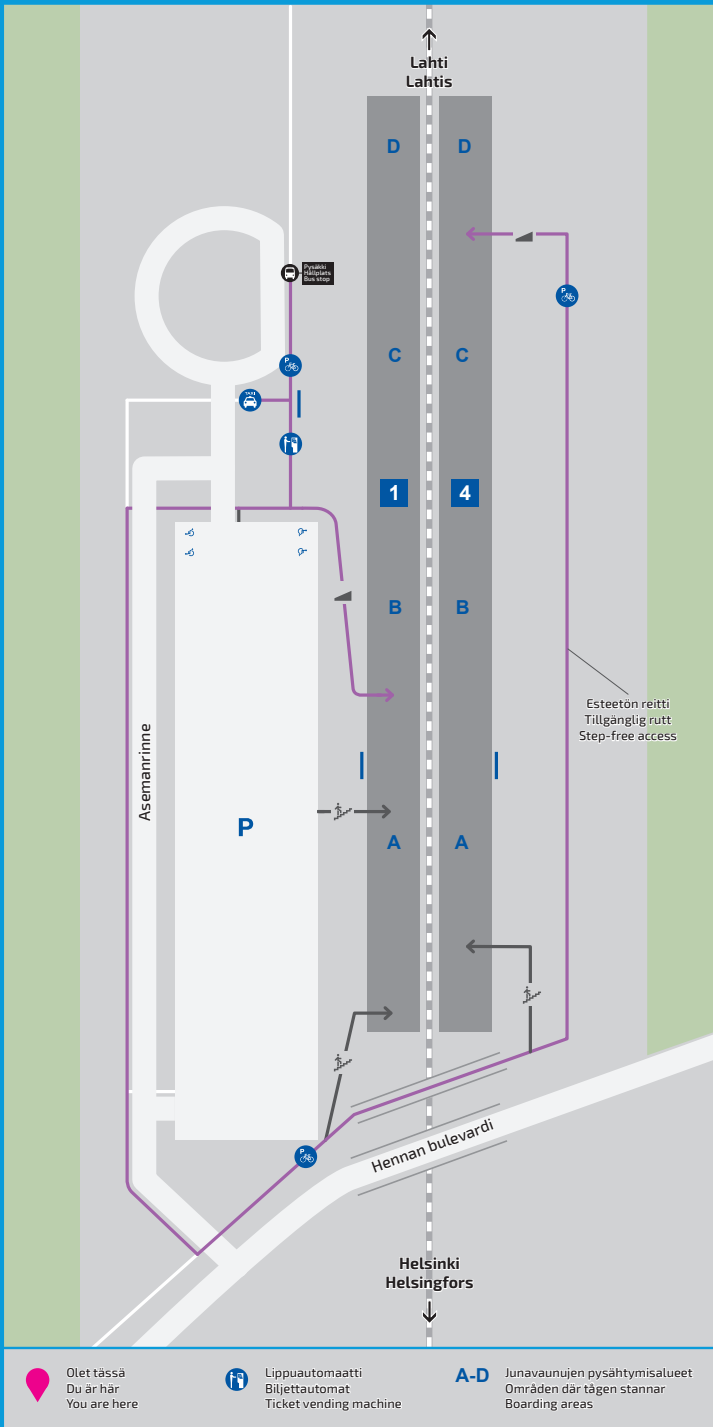 Lahti
Lahtis
D
D
Pysäkki
Hållplats
Bus stop
P
C
C
P
TAXI
1
4
B
B
Esteetön reitti
Tillgänglig rutt
Step-free access
Asemanrinne
P
A
A
P
Hennan bulevardi
Helsinki
Helsingfors
Olet tässä
Du är här
You are here
Lippuautomaatti
Biljettautomat
Ticket vending machine
A-D
Junavaunujen pysähtymisalueet
Områden där tågen stannar
Boarding areas